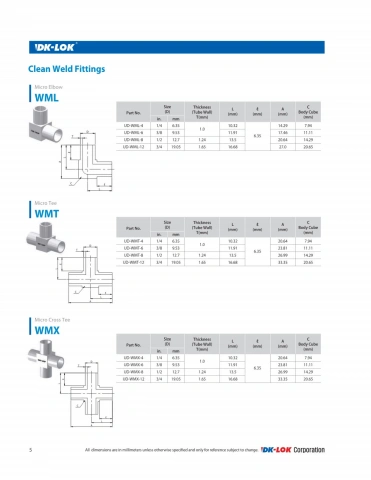 DK-LOK
Clean Weld Fittings
Micro Elbow
WML
Part No. Size (D) in. mm Thickness (Tube Wall) T(mm) L (mm) E (mm) A (mm) C Body Cube (mm)
UD-WML-4 1/4 6.35 1.0 10.32 6.35 14.29 7.94
UD-WML-6 3/8 9.53 11.91 17.46 11.11
UD-WML-8 1/2 12.7 1.24 13.5 20.64 14.29
UD-WML-12 3/4 19.05 1.65 16.68 27.0 20.65
Micro Tee
WMT
Part No. Size (D) in. mm Thickness (Tube Wall) T(mm) L (mm) E (mm) A (mm) C Body Cube (mm)
UD-WMT-4 1/4 6.35 1.0 10.32 6.35 20.64 7.94
UD-WMT-6 3/8 9.53 11.91 23.81 11.11
UD-WMT-8 1/2 12.7 1.24 13.5 26.99 14.29
UD-WMT-12 3/4 19.05 1.65 16.68 33.35 20.65
Micro Cross Tee
WMX
Part No. Size (D) in. mm Thickness (Tube Wall) T(mm) L (mm) E (mm) A (mm) C Body Cube (mm)
UD-WMX-4 1/4 6.35 1.0 10.32 6.35 20.64 7.94
UD-WMX-6 3/8 9.53 11.91 23.81 11.11
UD-WMX-8 1/2 12.7 1.24 13.5 26.99 14.29
UD-WMX-12 3/4 19.05 1.65 16.68 33.35 20.65
5 All dimensions are in millimeters unless otherwise specified and only for reference subject to change. DK-LOK Corporation